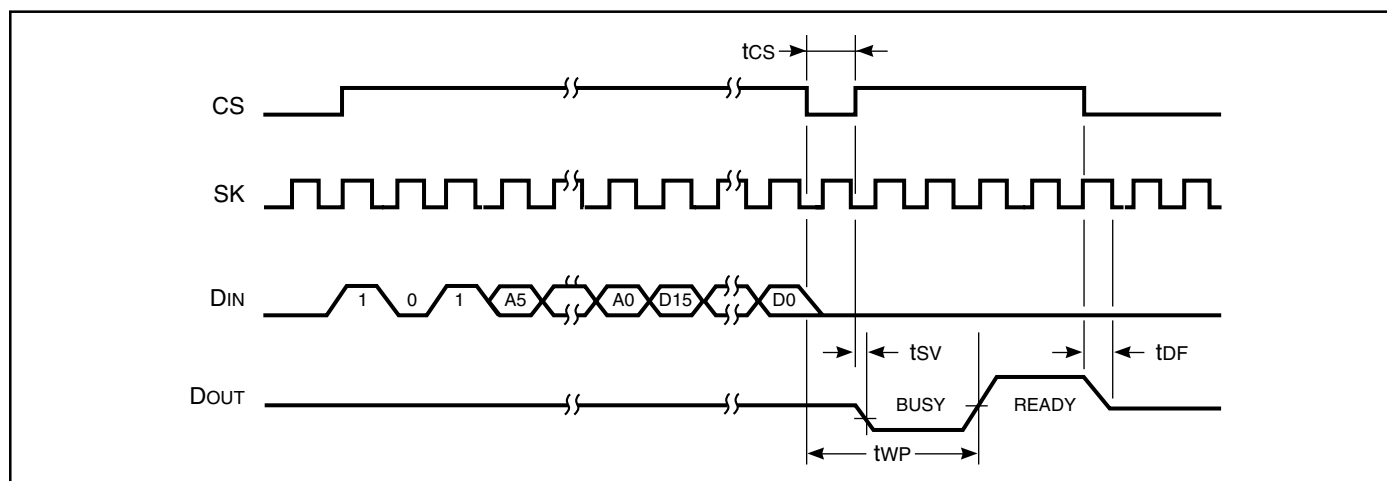 tCS
CS
SK
DIN
1 0 1 A5 A0 D15 D0
tSV
tDF
DOUT
BUSY
READY
tWP